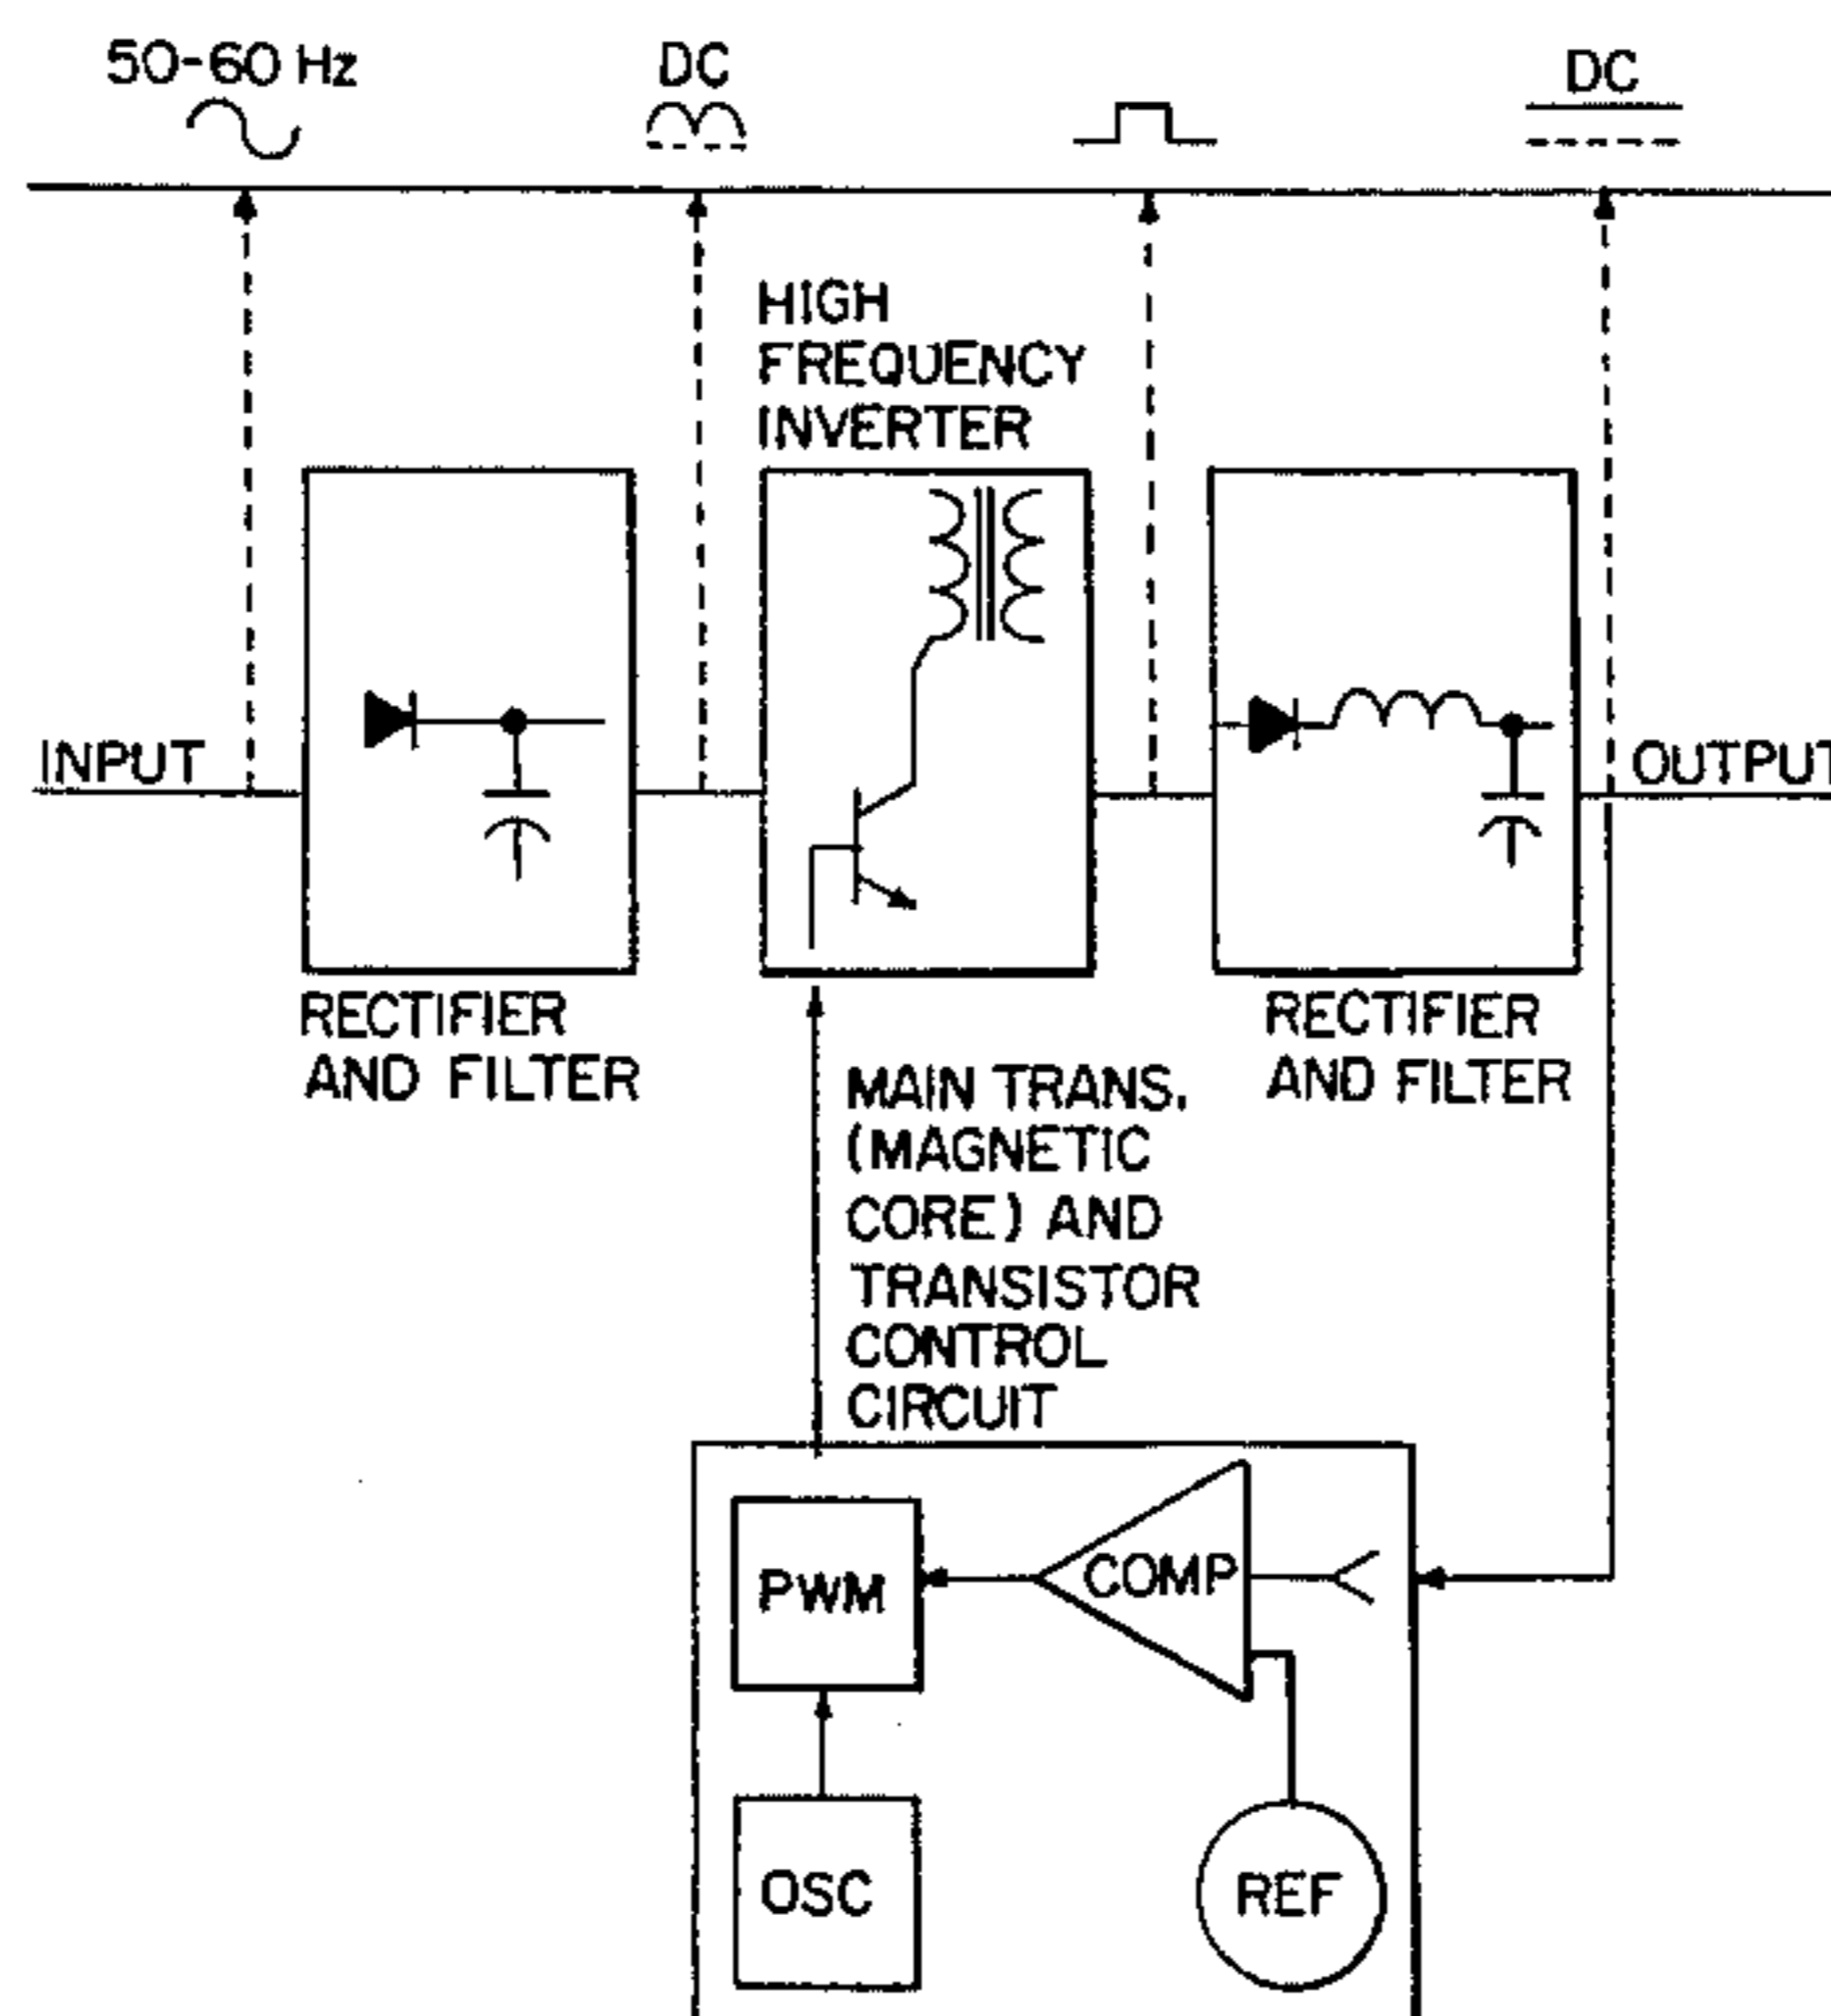 50-60 Hz
DC
DC
HIGH
FREQUENCY
INVERTER
INPUT
OUTPUT
RECTIFIER
AND FILTER
RECTIFIER
AND FILTER
MAIN TRANS.
(MAGNETIC
CORE) AND
TRANSISTOR
CONTROL
CIRCUIT
PWM
COMP
OSC
REF